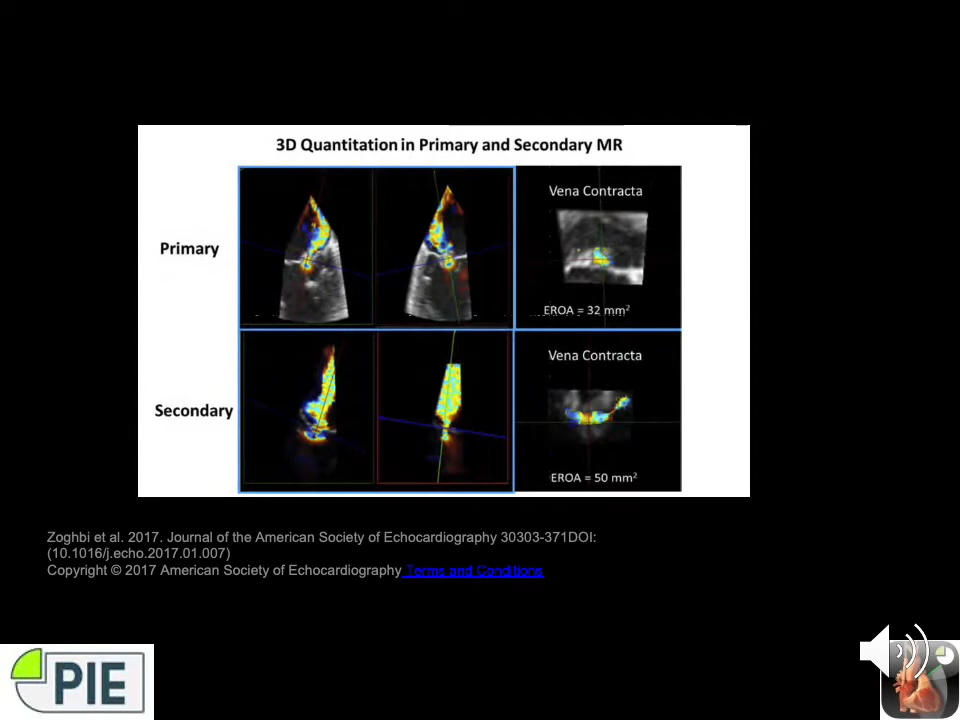 3D Quantitation in Primary and Secondary MR
Primary
Vena Contracta
EROA = 32 mm²
Secondary
Vena Contracta
EROA = 50 mm²
Zoghbi et al. 2017. Journal of the American Society of Echocardiography 30303-371DOI:
(10.1016/j.echo.2017.01.007)
Copyright © 2017 American Society of Echocardiography Terms and Conditions
PIE